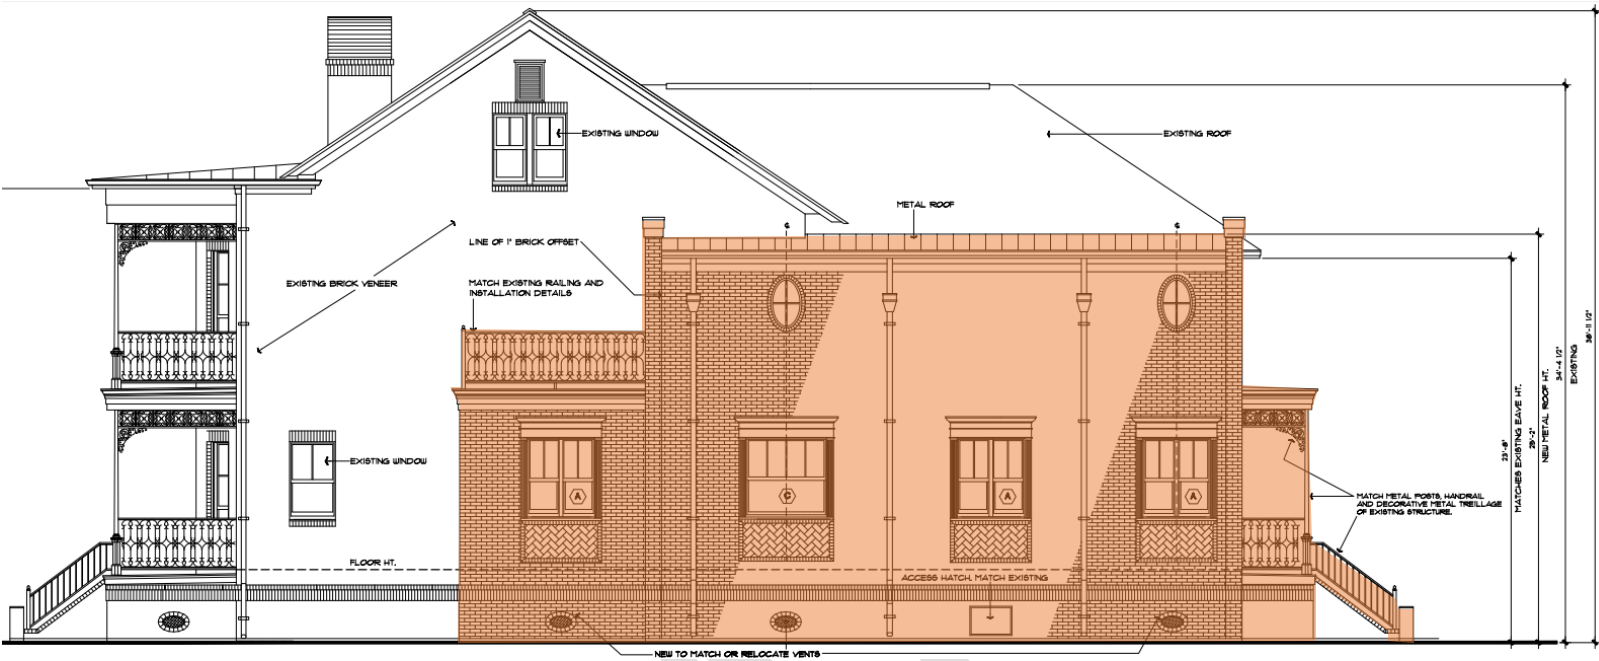 EXISTING WINDOW
EXISTING ROOF
METAL ROOF
LINE OF 1" BRICK OFFSET
EXISTING BRICK VENEER
MATCH EXISTING RAILING AND
INSTALLATION DETAILS
EXISTING WINDOW
A
C
A
A
MATCH METAL POSTS, HANDRAIL
AND DECORATIVE METAL TREILLAGE
OF EXISTING STRUCTURE.
FLOOR HT.
ACCESS HATCH, MATCH EXISTING
NEW TO MATCH OR RELOCATE VENTS
23'-8"
MATCHES EXISTING EAVE HT.
25'-2"
NEW METAL ROOF HT.
34'-4 1/2"
EXISTING
38'-11 1/2"